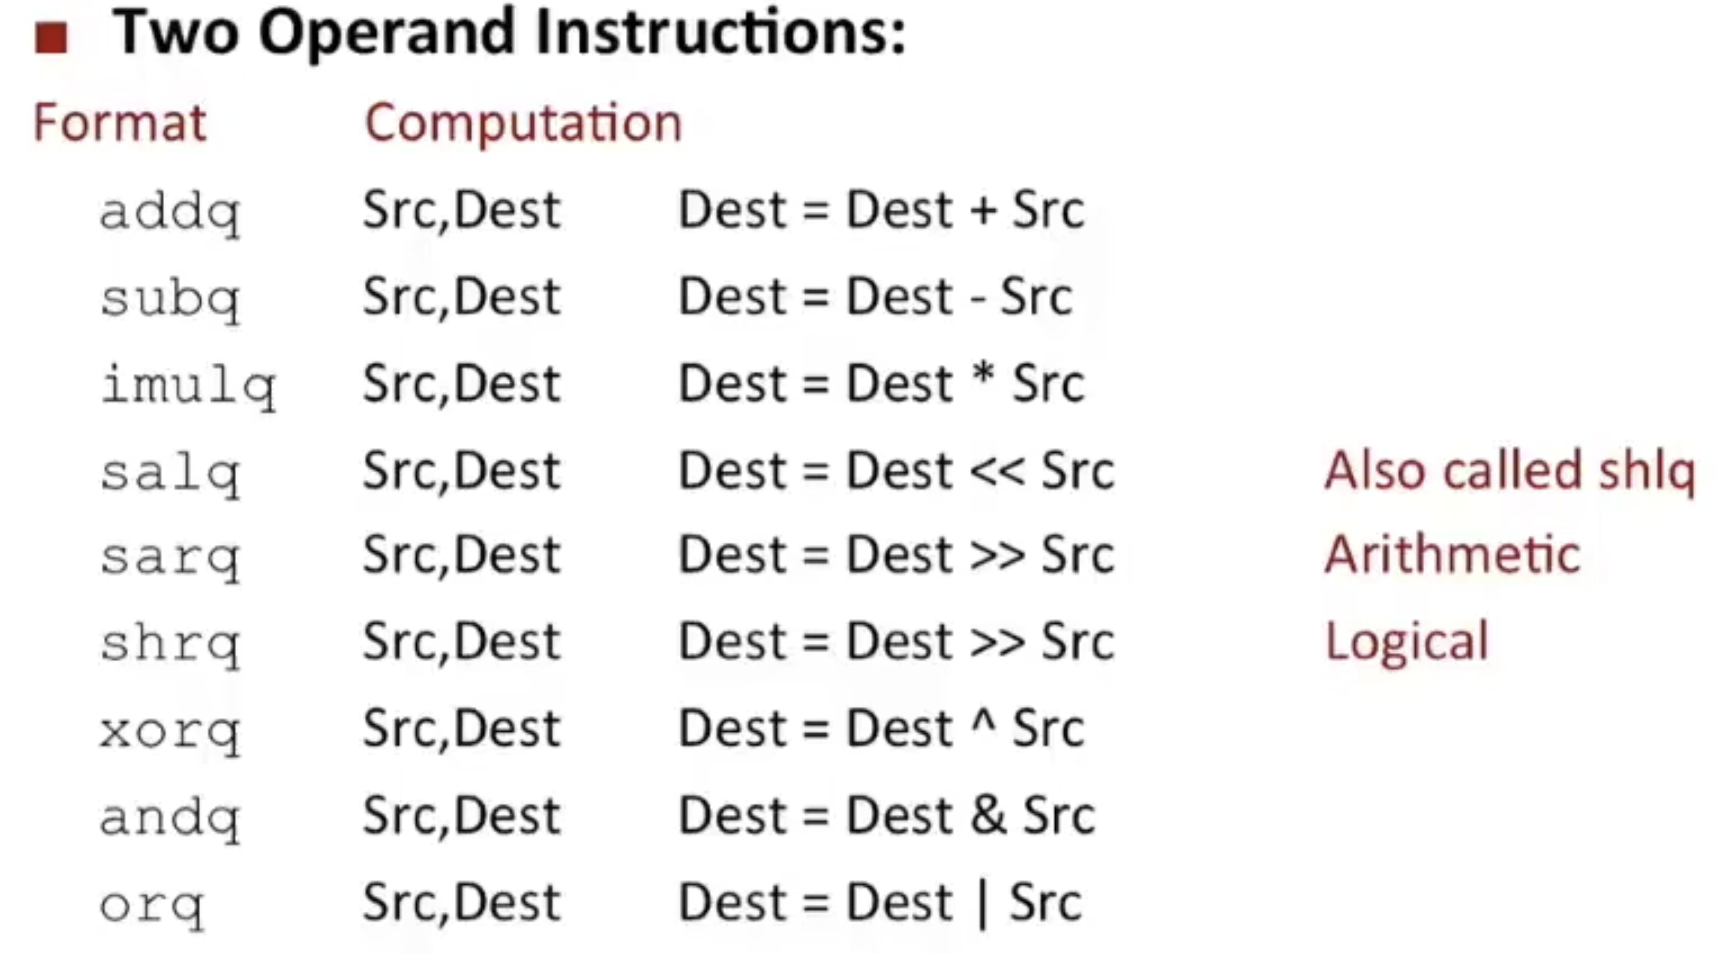 Two Operand Instructions:
Format Computation
addq Src,Dest Dest = Dest + Src
subq Src,Dest Dest = Dest - Src
imulq Src,Dest Dest = Dest * Src
salq Src,Dest Dest = Dest << Src Also called shlq
sarq Src,Dest Dest = Dest >> Src Arithmetic
shrq Src,Dest Dest = Dest >> Src Logical
xorq Src,Dest Dest = Dest ^ Src
andq Src,Dest Dest = Dest & Src
orq Src,Dest Dest = Dest | Src